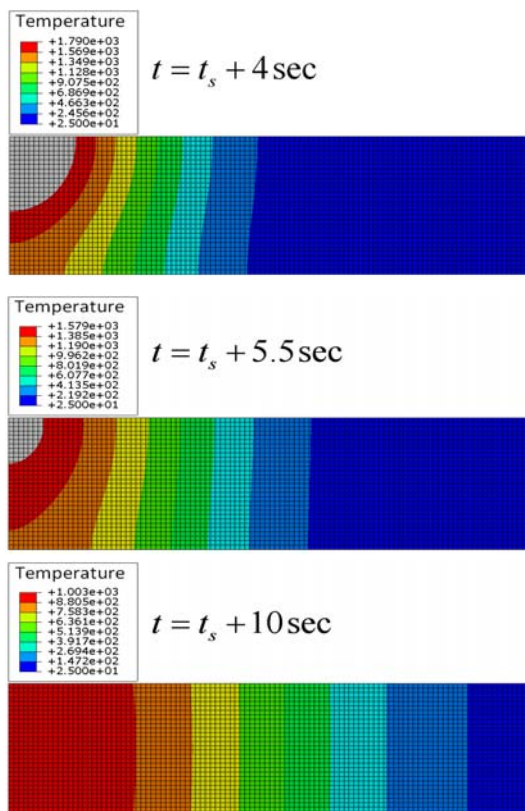 Temperature
+1.790e+03
+1.569e+03
+1.349e+03
+1.128e+03
+9.075e+02
+6.869e+02
+4.663e+02
+2.456e+02
+2.500e+01
t = t_s + 4 sec
Temperature
+1.579e+03
+1.385e+03
+1.190e+03
+9.962e+02
+8.019e+02
+6.077e+02
+4.135e+02
+2.192e+02
+2.500e+01
t = t_s + 5.5 sec
Temperature
+1.003e+03
+8.805e+02
+7.583e+02
+6.361e+02
+5.139e+02
+3.917e+02
+2.694e+02
+1.472e+02
+2.500e+01
t = t_s + 10 sec